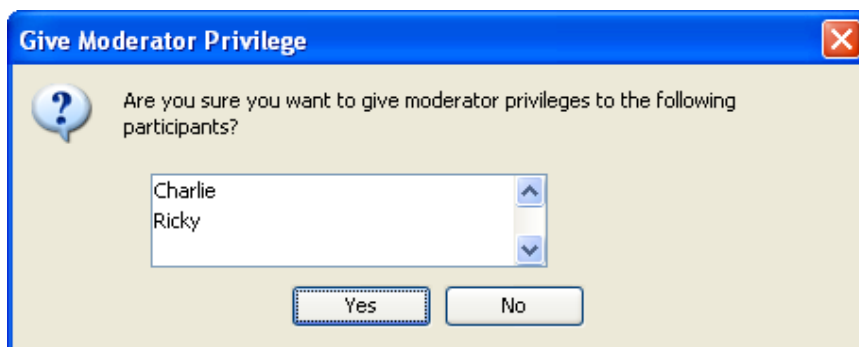 Give Moderator Privilege
Are you sure you want to give moderator privileges to the following
participants?
Charlie
Ricky
Yes
No